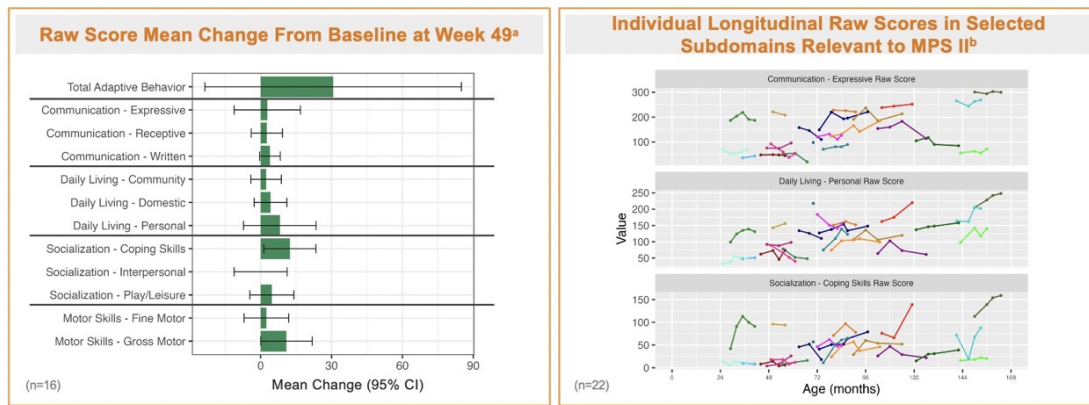 Raw Score Mean Change From Baseline at Week 49ᵃ
Total Adaptive Behavior
Communication - Expressive
Communication - Receptive
Communication - Written
Daily Living - Community
Daily Living - Domestic
Daily Living - Personal
Socialization - Coping Skills
Socialization - Interpersonal
Socialization - Play/Leisure
Motor Skills - Fine Motor
Motor Skills - Gross Motor
-30 0 30 60 90
Mean Change (95% CI)
(n=16)
Individual Longitudinal Raw Scores in Selected
Subdomains Relevant to MPS IIᵇ
Communication - Expressive Raw Score
300
200
100
Daily Living - Personal Raw Score
250
200
150
100
50
Value
Socialization - Coping Skills Raw Score
150
100
50
0
0 24 48 72 96 120 144 168
Age (months)
(n=22)